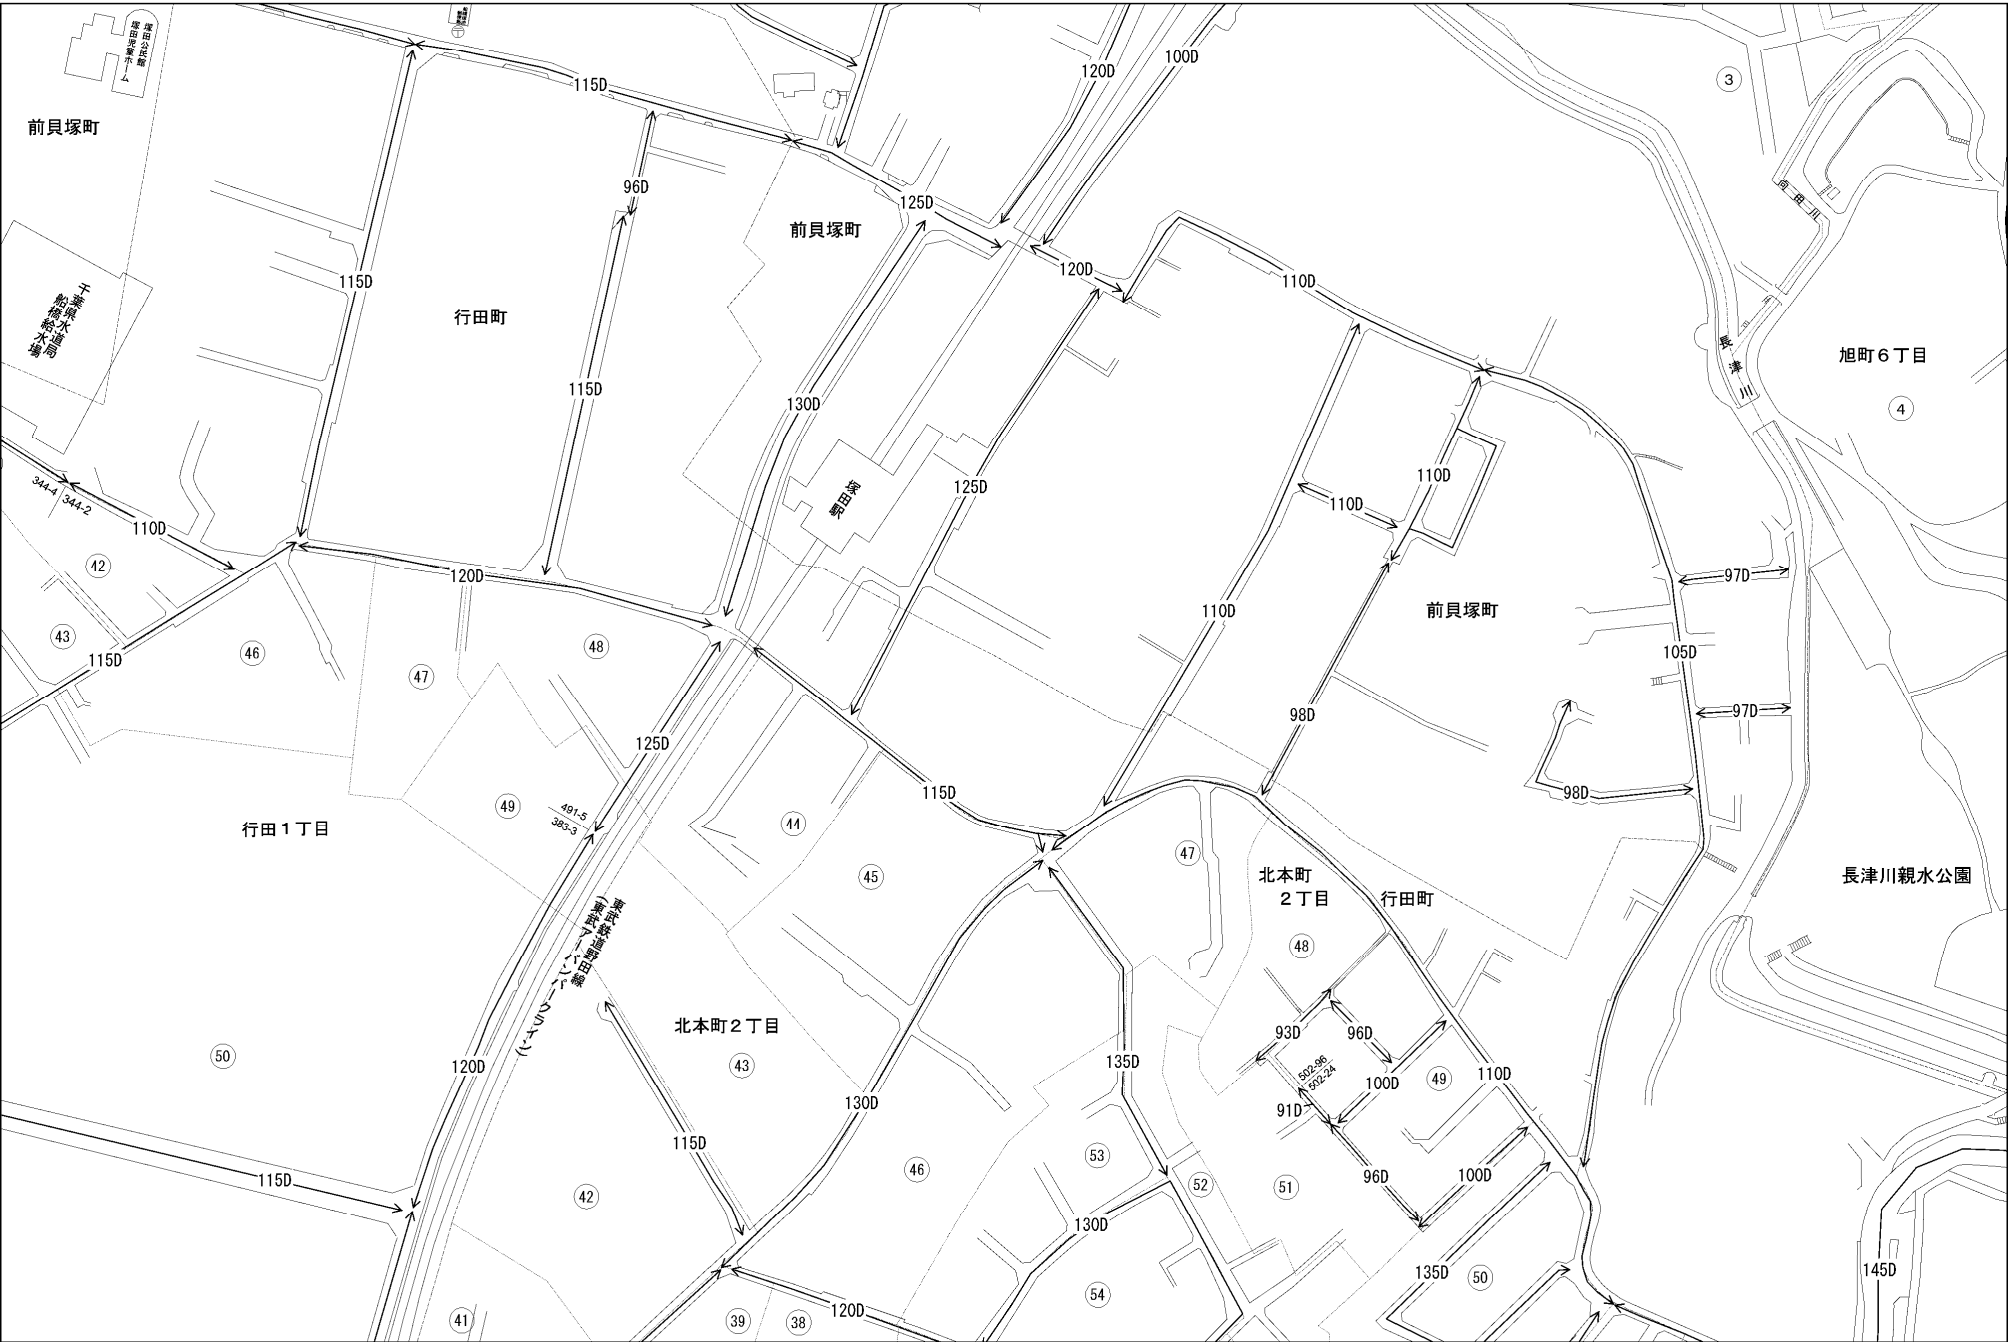 塚田公民館
塚田児童ホーム
前貝塚町
120D
100D
115D
③
96D
125D
前貝塚町
向田川
120D
110D
115D
行田町
千葉県水道局
船橋給水場
長津川
旭町6丁目
④
115D
130D
塚田駅
344-4
344-2
110D
125D
110D
110D
㊷
120D
97D
㊸
115D
㊻
㊼
㊽
110D
前貝塚町
105D
98D
97D
125D
115D
98D
㊾
491-5
383-3
㊹
行田1丁目
㊺
㊼
北本町
2丁目
行田町
長津川親水公園
東武鉄道野田線
(東武アーバンパークライン)
㊽
北本町2丁目
㊿
㊸
120D
135D
93D
96D
502-96
502-24
110D
㊾
100D
91D
130D
115D
115D
㊷
㊻
53
52
51
96D
100D
130D
135D
㊿
145D
54
㊶
㊴
㊳
120D